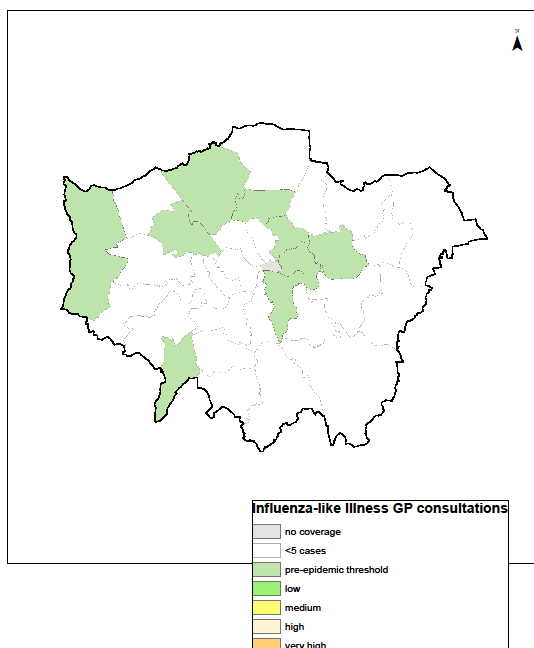 N
Influenza-like Illness GP consultations
no coverage
<5 cases
pre-epidemic threshold
low
medium
high
very high